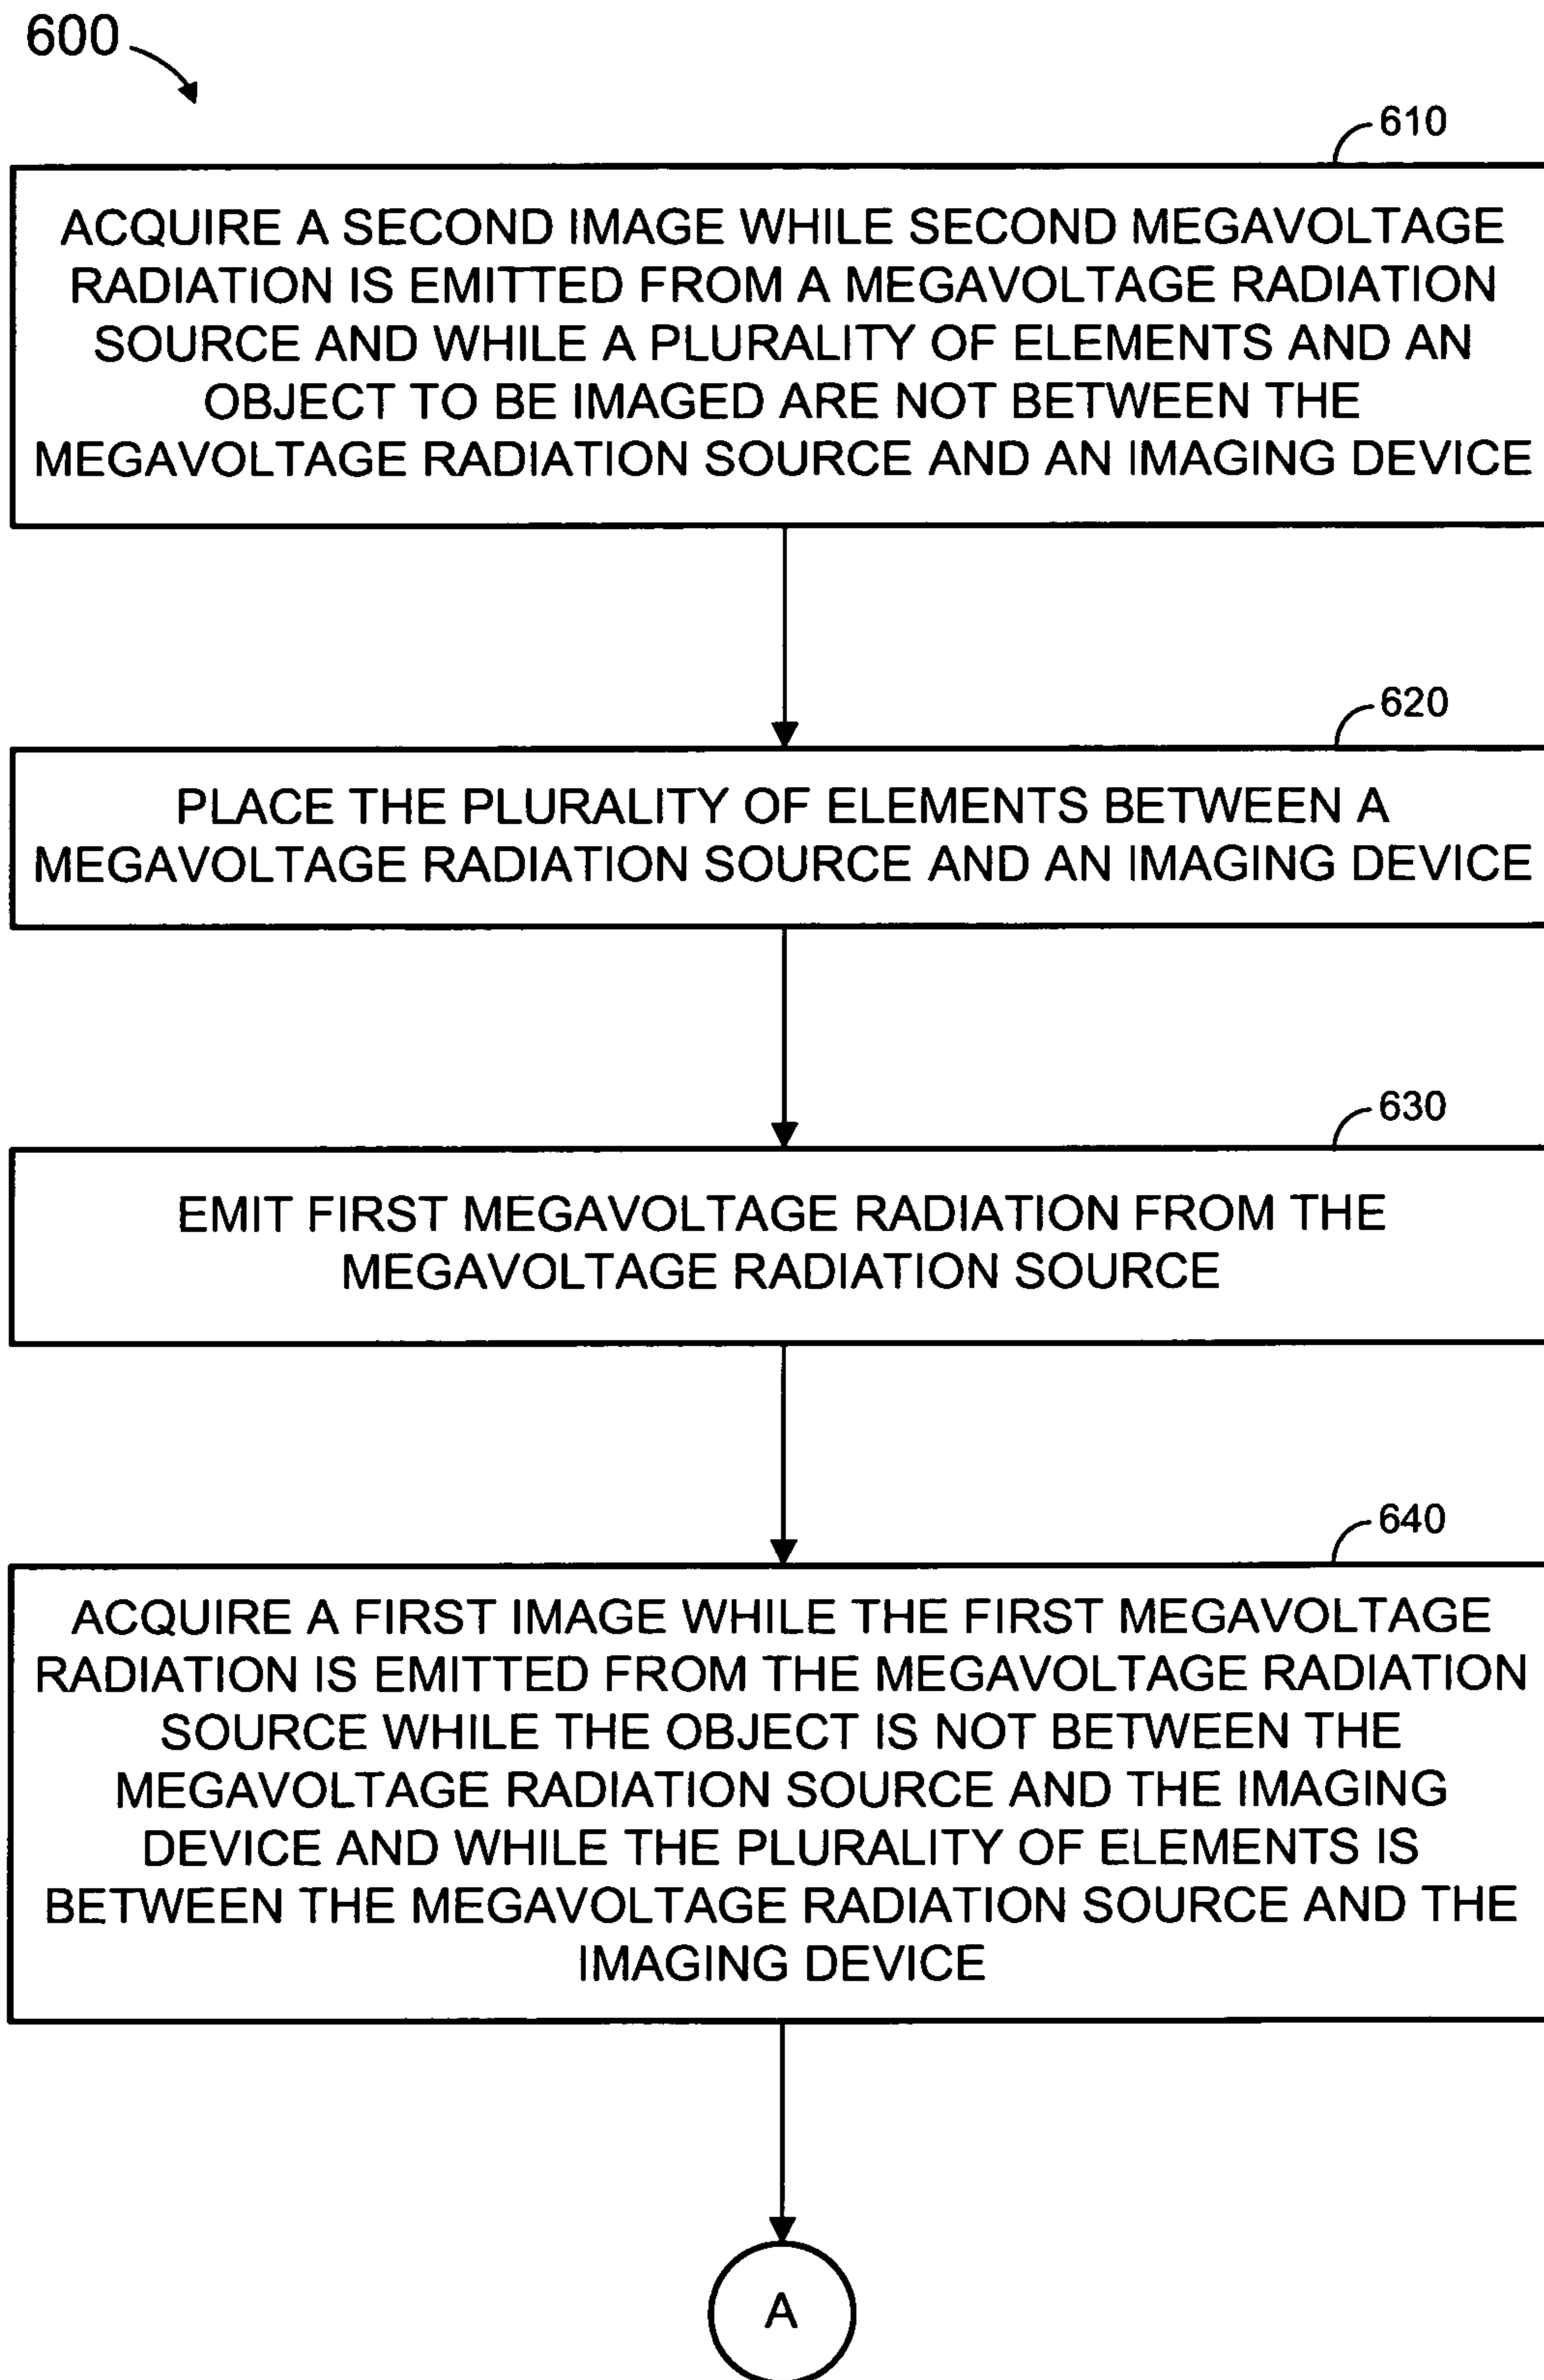 600
610
ACQUIRE A SECOND IMAGE WHILE SECOND MEGAVOLTAGE
RADIATION IS EMITTED FROM A MEGAVOLTAGE RADIATION
SOURCE AND WHILE A PLURALITY OF ELEMENTS AND AN
OBJECT TO BE IMAGED ARE NOT BETWEEN THE
MEGAVOLTAGE RADIATION SOURCE AND AN IMAGING DEVICE
620
PLACE THE PLURALITY OF ELEMENTS BETWEEN A
MEGAVOLTAGE RADIATION SOURCE AND AN IMAGING DEVICE
630
EMIT FIRST MEGAVOLTAGE RADIATION FROM THE
MEGAVOLTAGE RADIATION SOURCE
640
ACQUIRE A FIRST IMAGE WHILE THE FIRST MEGAVOLTAGE
RADIATION IS EMITTED FROM THE MEGAVOLTAGE RADIATION
SOURCE WHILE THE OBJECT IS NOT BETWEEN THE
MEGAVOLTAGE RADIATION SOURCE AND THE IMAGING
DEVICE AND WHILE THE PLURALITY OF ELEMENTS IS
BETWEEN THE MEGAVOLTAGE RADIATION SOURCE AND THE
IMAGING DEVICE
A